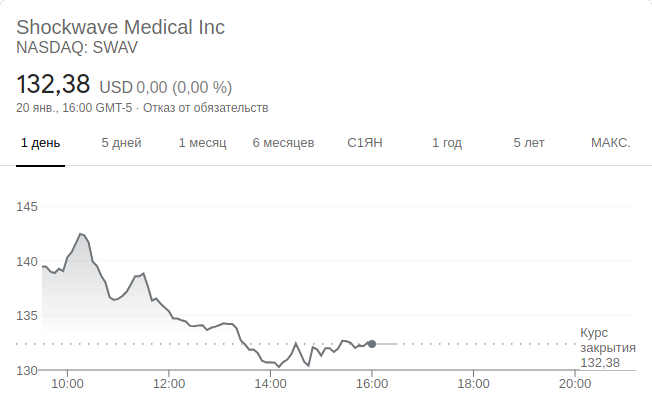 Shockwave Medical Inc
NASDAQ: SWAV
132,38 USD 0,00 (0,00 %)
20 янв., 16:00 GMT-5 · Отказ от обязательств
1 день 5 дней 1 месяц 6 месяцев С1ЯН 1 год 5 лет МАКС.
145
140
135
Курс
закрытия
132,38
130
10:00 12:00 14:00 16:00 18:00 20:00